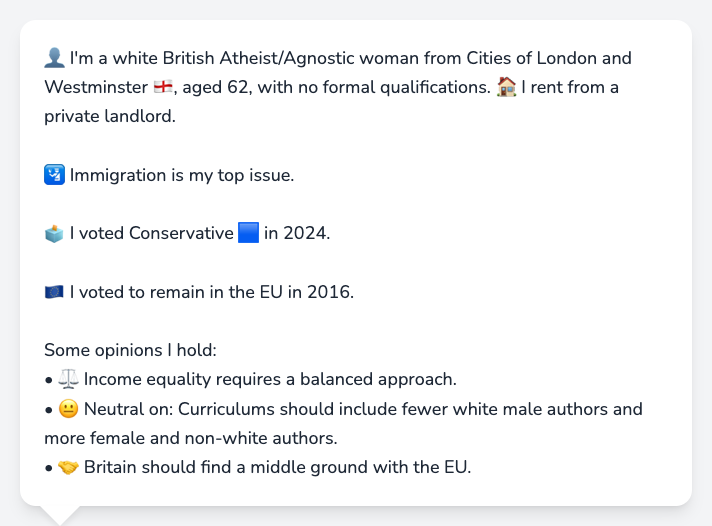 👤 I'm a white British Atheist/Agnostic woman from Cities of London and
Westminster 🏴󠁧󠁢󠁥󠁮󠁧󠁿, aged 62, with no formal qualifications. 🏠 I rent from a
private landlord.
🛂 Immigration is my top issue.
🗳️ I voted Conservative 🟦 in 2024.
🇪🇺 I voted to remain in the EU in 2016.
Some opinions I hold:
• ⚖️ Income equality requires a balanced approach.
• 😐 Neutral on: Curriculums should include fewer white male authors and
more female and non-white authors.
• 🤝 Britain should find a middle ground with the EU.